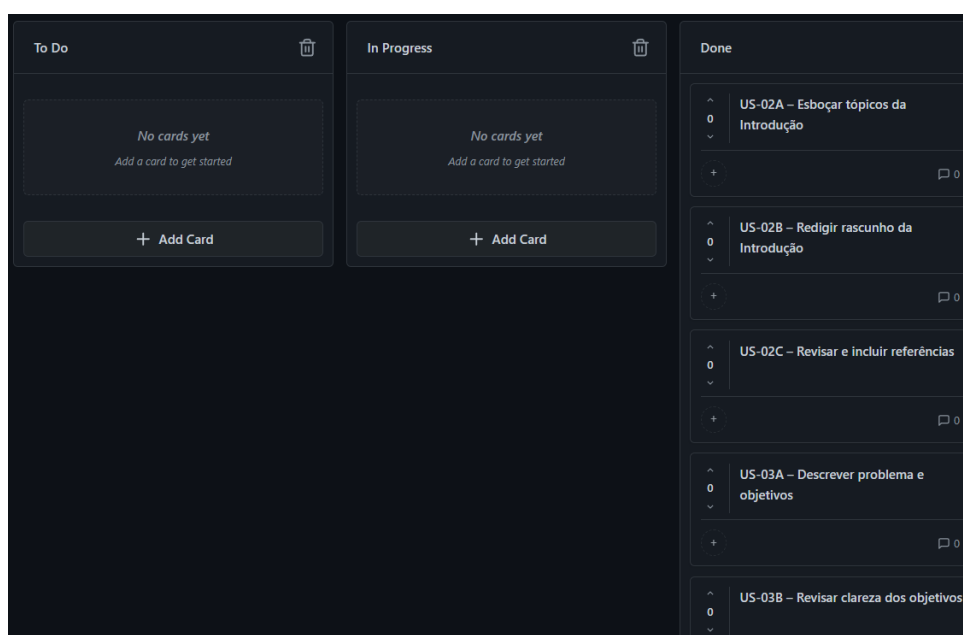 To Do
No cards yet
Add a card to get started
+ Add Card
In Progress
No cards yet
Add a card to get started
+ Add Card
Done
0
US-02A – Esboçar tópicos da
Introdução
+
0
0
US-02B – Redigir rascunho da
Introdução
+
0
0
US-02C – Revisar e incluir referências
+
0
0
US-03A – Descrever problema e
objetivos
+
0
0
US-03B – Revisar clareza dos objetivos